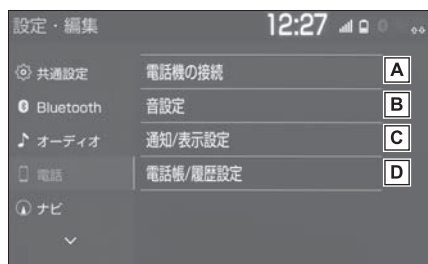 設定・編集
12:27
共通設定
Bluetooth
オーディオ
電話
ナビ
電話機の接続
A
音設定
B
通知/表示設定
C
電話帳/履歴設定
D